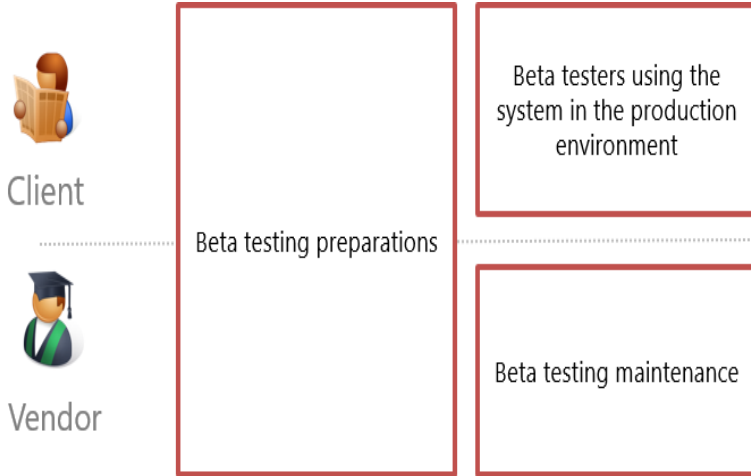 Client
Vendor
Beta testing preparations
Beta testers using the
system in the production
environment
Beta testing maintenance